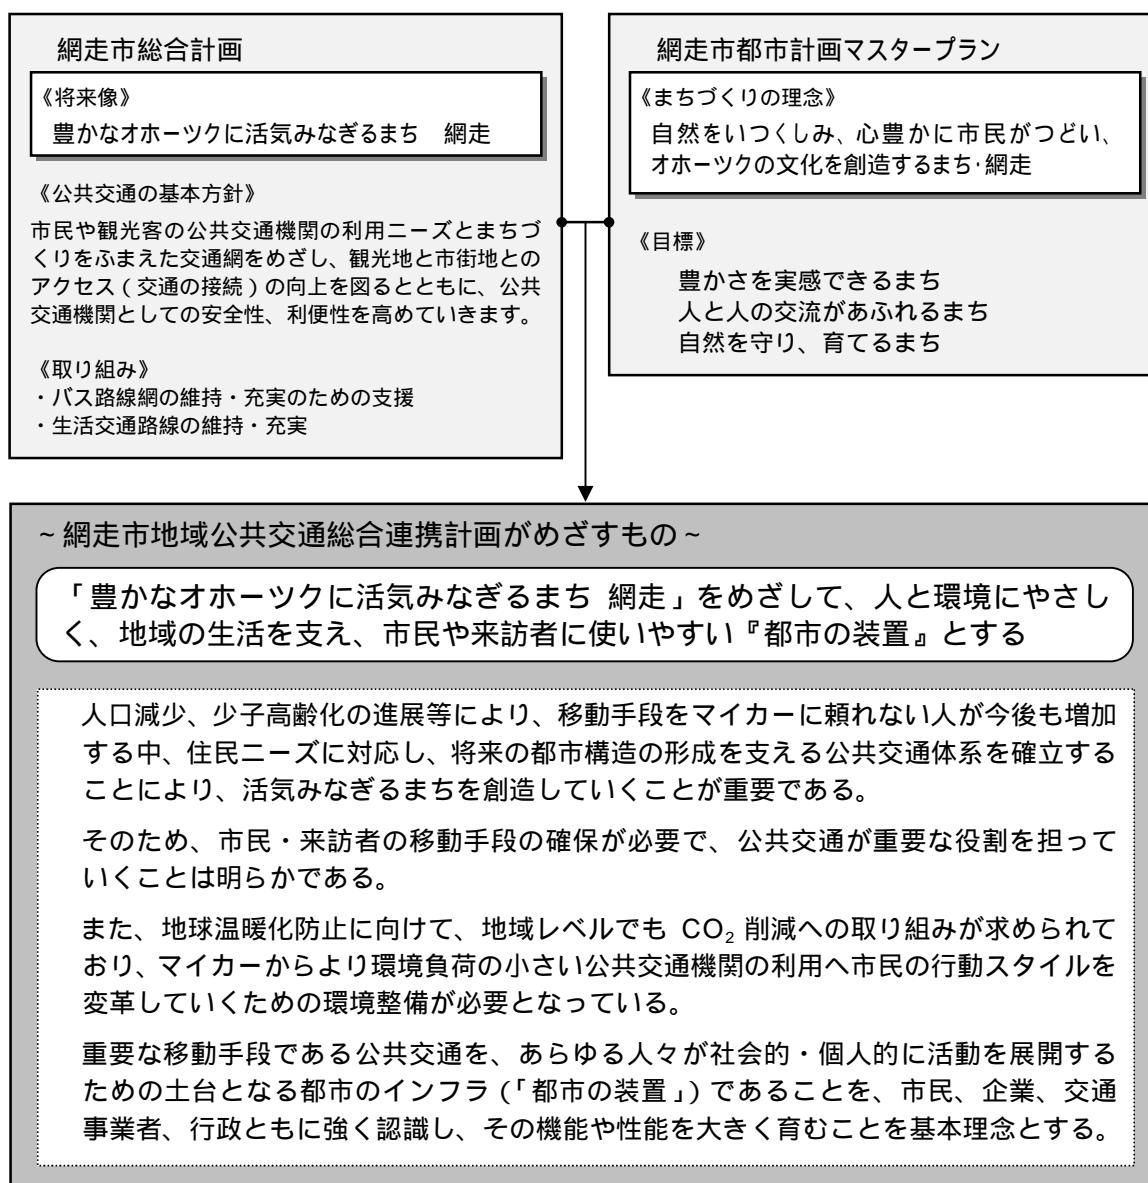 網走市総合計画
《将来像》
豊かなオホーツクに活気みなぎるまち　網走
《公共交通の基本方針》
市民や観光客の公共交通機関の利用ニーズとまちづ
くりをふまえた交通網をめざし、観光地と市街地との
アクセス（交通の接続）の向上を図るとともに、公共
交通機関としての安全性、利便性を高めていきます。
《取り組み》
・バス路線網の維持・充実のための支援
・生活交通路線の維持・充実
網走市都市計画マスタープラン
《まちづくりの理念》
自然をいつくしみ、心豊かに市民がつどい、
オホーツクの文化を創造するまち・網走
《目標》
豊かさを実感できるまち
人と人の交流があふれるまち
自然を守り、育てるまち
~網走市地域公共交通総合連携計画がめざすもの~
「豊かなオホーツクに活気みなぎるまち 網走」をめざして、人と環境にやさし
く、地域の生活を支え、市民や来訪者に使いやすい『都市の装置』とする
人口減少、少子高齢化の進展等により、移動手段をマイカーに頼れない人が今後も増加
する中、住民ニーズに対応し、将来の都市構造の形成を支える公共交通体系を確立する
ことにより、活気みなぎるまちを創造していくことが重要である。
そのため、市民・来訪者の移動手段の確保が必要で、公共交通が重要な役割を担って
いくことは明らかである。
また、地球温暖化防止に向けて、地域レベルでも CO₂ 削減への取り組みが求められて
おり、マイカーからより環境負荷の小さい公共交通機関の利用へ市民の行動スタイルを
変革していくための環境整備が必要となっている。
重要な移動手段である公共交通を、あらゆる人々が社会的・個人的に活動を展開する
ための土台となる都市のインフラ（「都市の装置」）であることを、市民、企業、交通
事業者、行政ともに強く認識し、その機能や性能を大きく育むことを基本理念とする。